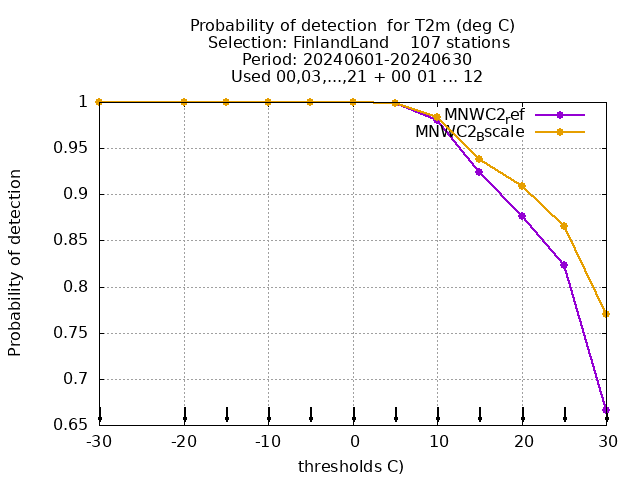 Probability of detection  for T2m (deg C)
Selection: FinlandLand    107 stations
Period: 20240601-20240630
Used 00,03,...,21 + 00 01 ... 12
MNWC2ref
MNWC2Bscale
1
0.95
0.9
0.85
0.8
0.75
0.7
0.65
Probability of detection
-30
-20
-10
0
10
20
30
thresholds C)